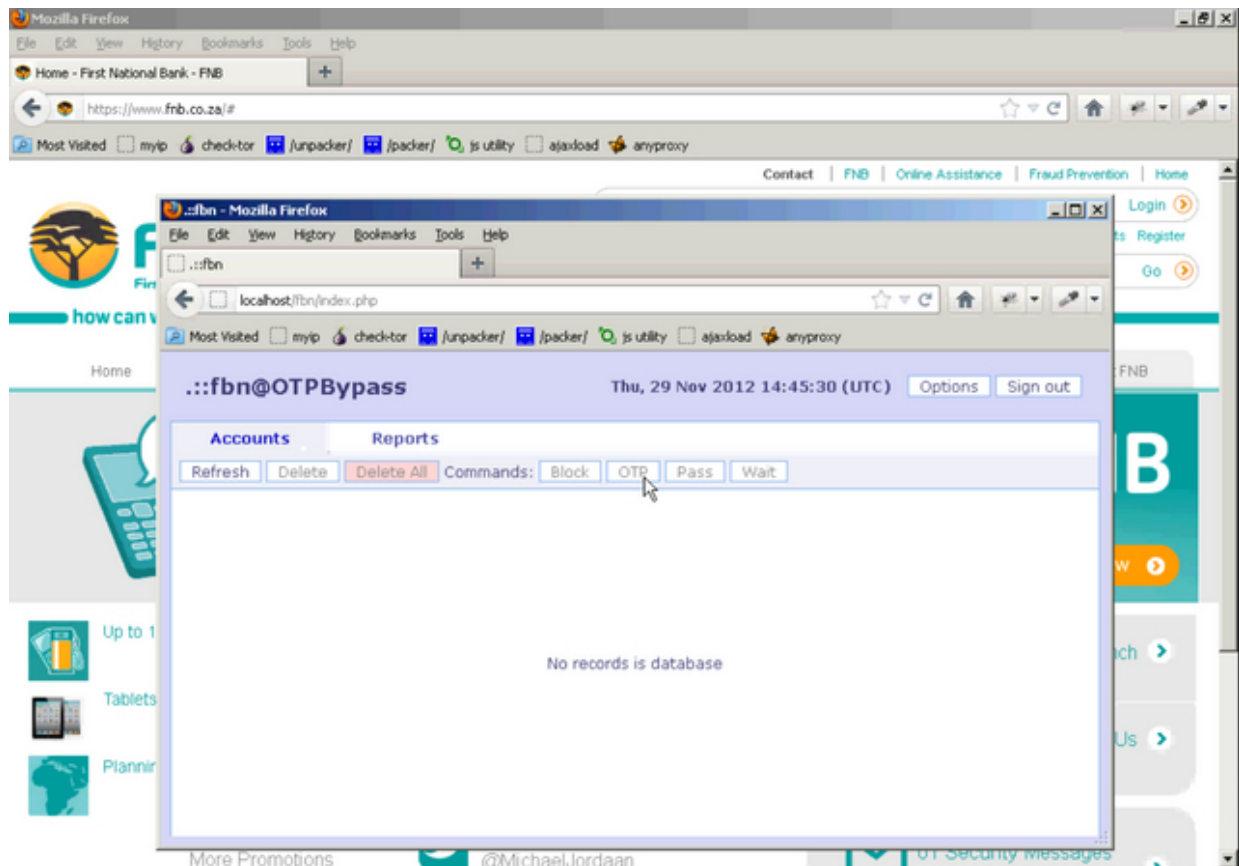 Mozilla Firefox
File Edit View History Bookmarks Tools Help
Home - First National Bank - FNB
https://www.fnb.co.za/#
Most Visited myip check-tor /unpacker/ /packer/ js utility ajaxload anyproxy
Contact | FNB | Online Assistance | Fraud Prevention | Home
Login
Register
Go
how can
Home
FNB
.::fbn - Mozilla Firefox
File Edit View History Bookmarks Tools Help
.::fbn
localhost/fbn/index.php
Most Visited myip check-tor /unpacker/ /packer/ js utility ajaxload anyproxy
.::fbn@OTPBypass Thu, 29 Nov 2012 14:45:30 (UTC) Options Sign out
Accounts Reports
Refresh Delete Delete All Commands: Block OTP Pass Wait
No records is database
B
Up to 1
Tablets
Us
More Promotions
@MichaelJordaan
Security Messages